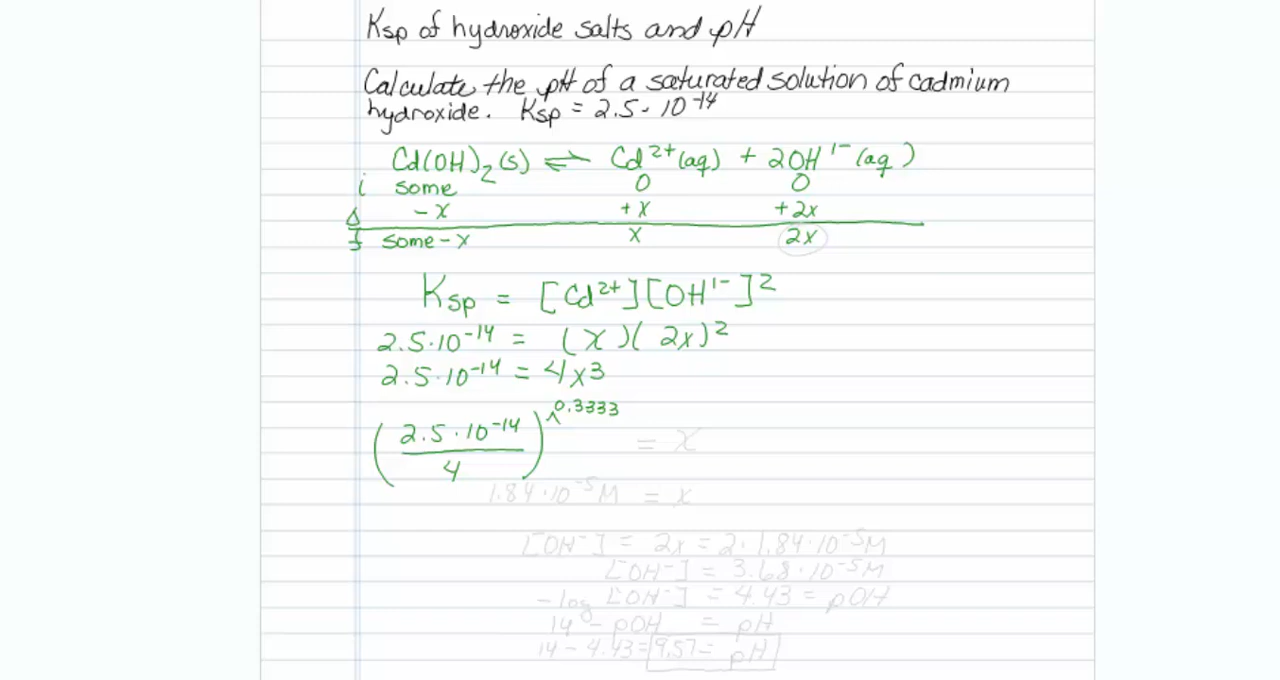 Ksp of hydroxide salts and pH
Calculate the pH of a saturated solution of cadmium
hydroxide. Ksp = 2.5 · 10⁻¹⁴
Cd(OH)₂(s) ⇌ Cd²⁺(aq) + 2OH¹⁻(aq)
i some 0 0
Δ -x +x +2x
f some-x x 2x
Ksp = [Cd²⁺][OH¹⁻]²
2.5·10⁻¹⁴ = (x)(2x)²
2.5·10⁻¹⁴ = 4x³
(2.5·10⁻¹⁴/4)^0.3333 = x
1.84·10⁻⁵M = x
[OH⁻] = 2x = 2·1.84·10⁻⁵M
[OH⁻] = 3.68·10⁻⁵M
-log [OH⁻] = 4.43 = pOH
14 - pOH = pH
14 - 4.43 = 9.57 = pH